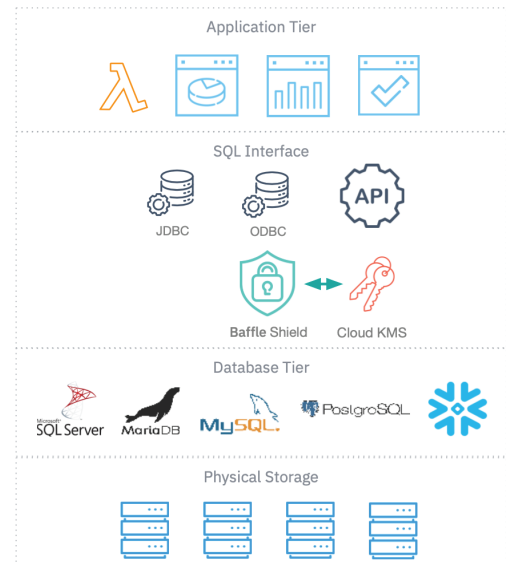 Application Tier
SQL Interface
JDBC
ODBC
API
Baffle Shield
Cloud KMS
Database Tier
Microsoft
SQL Server
MariaDB
MySQL
PostgreSQL
Physical Storage